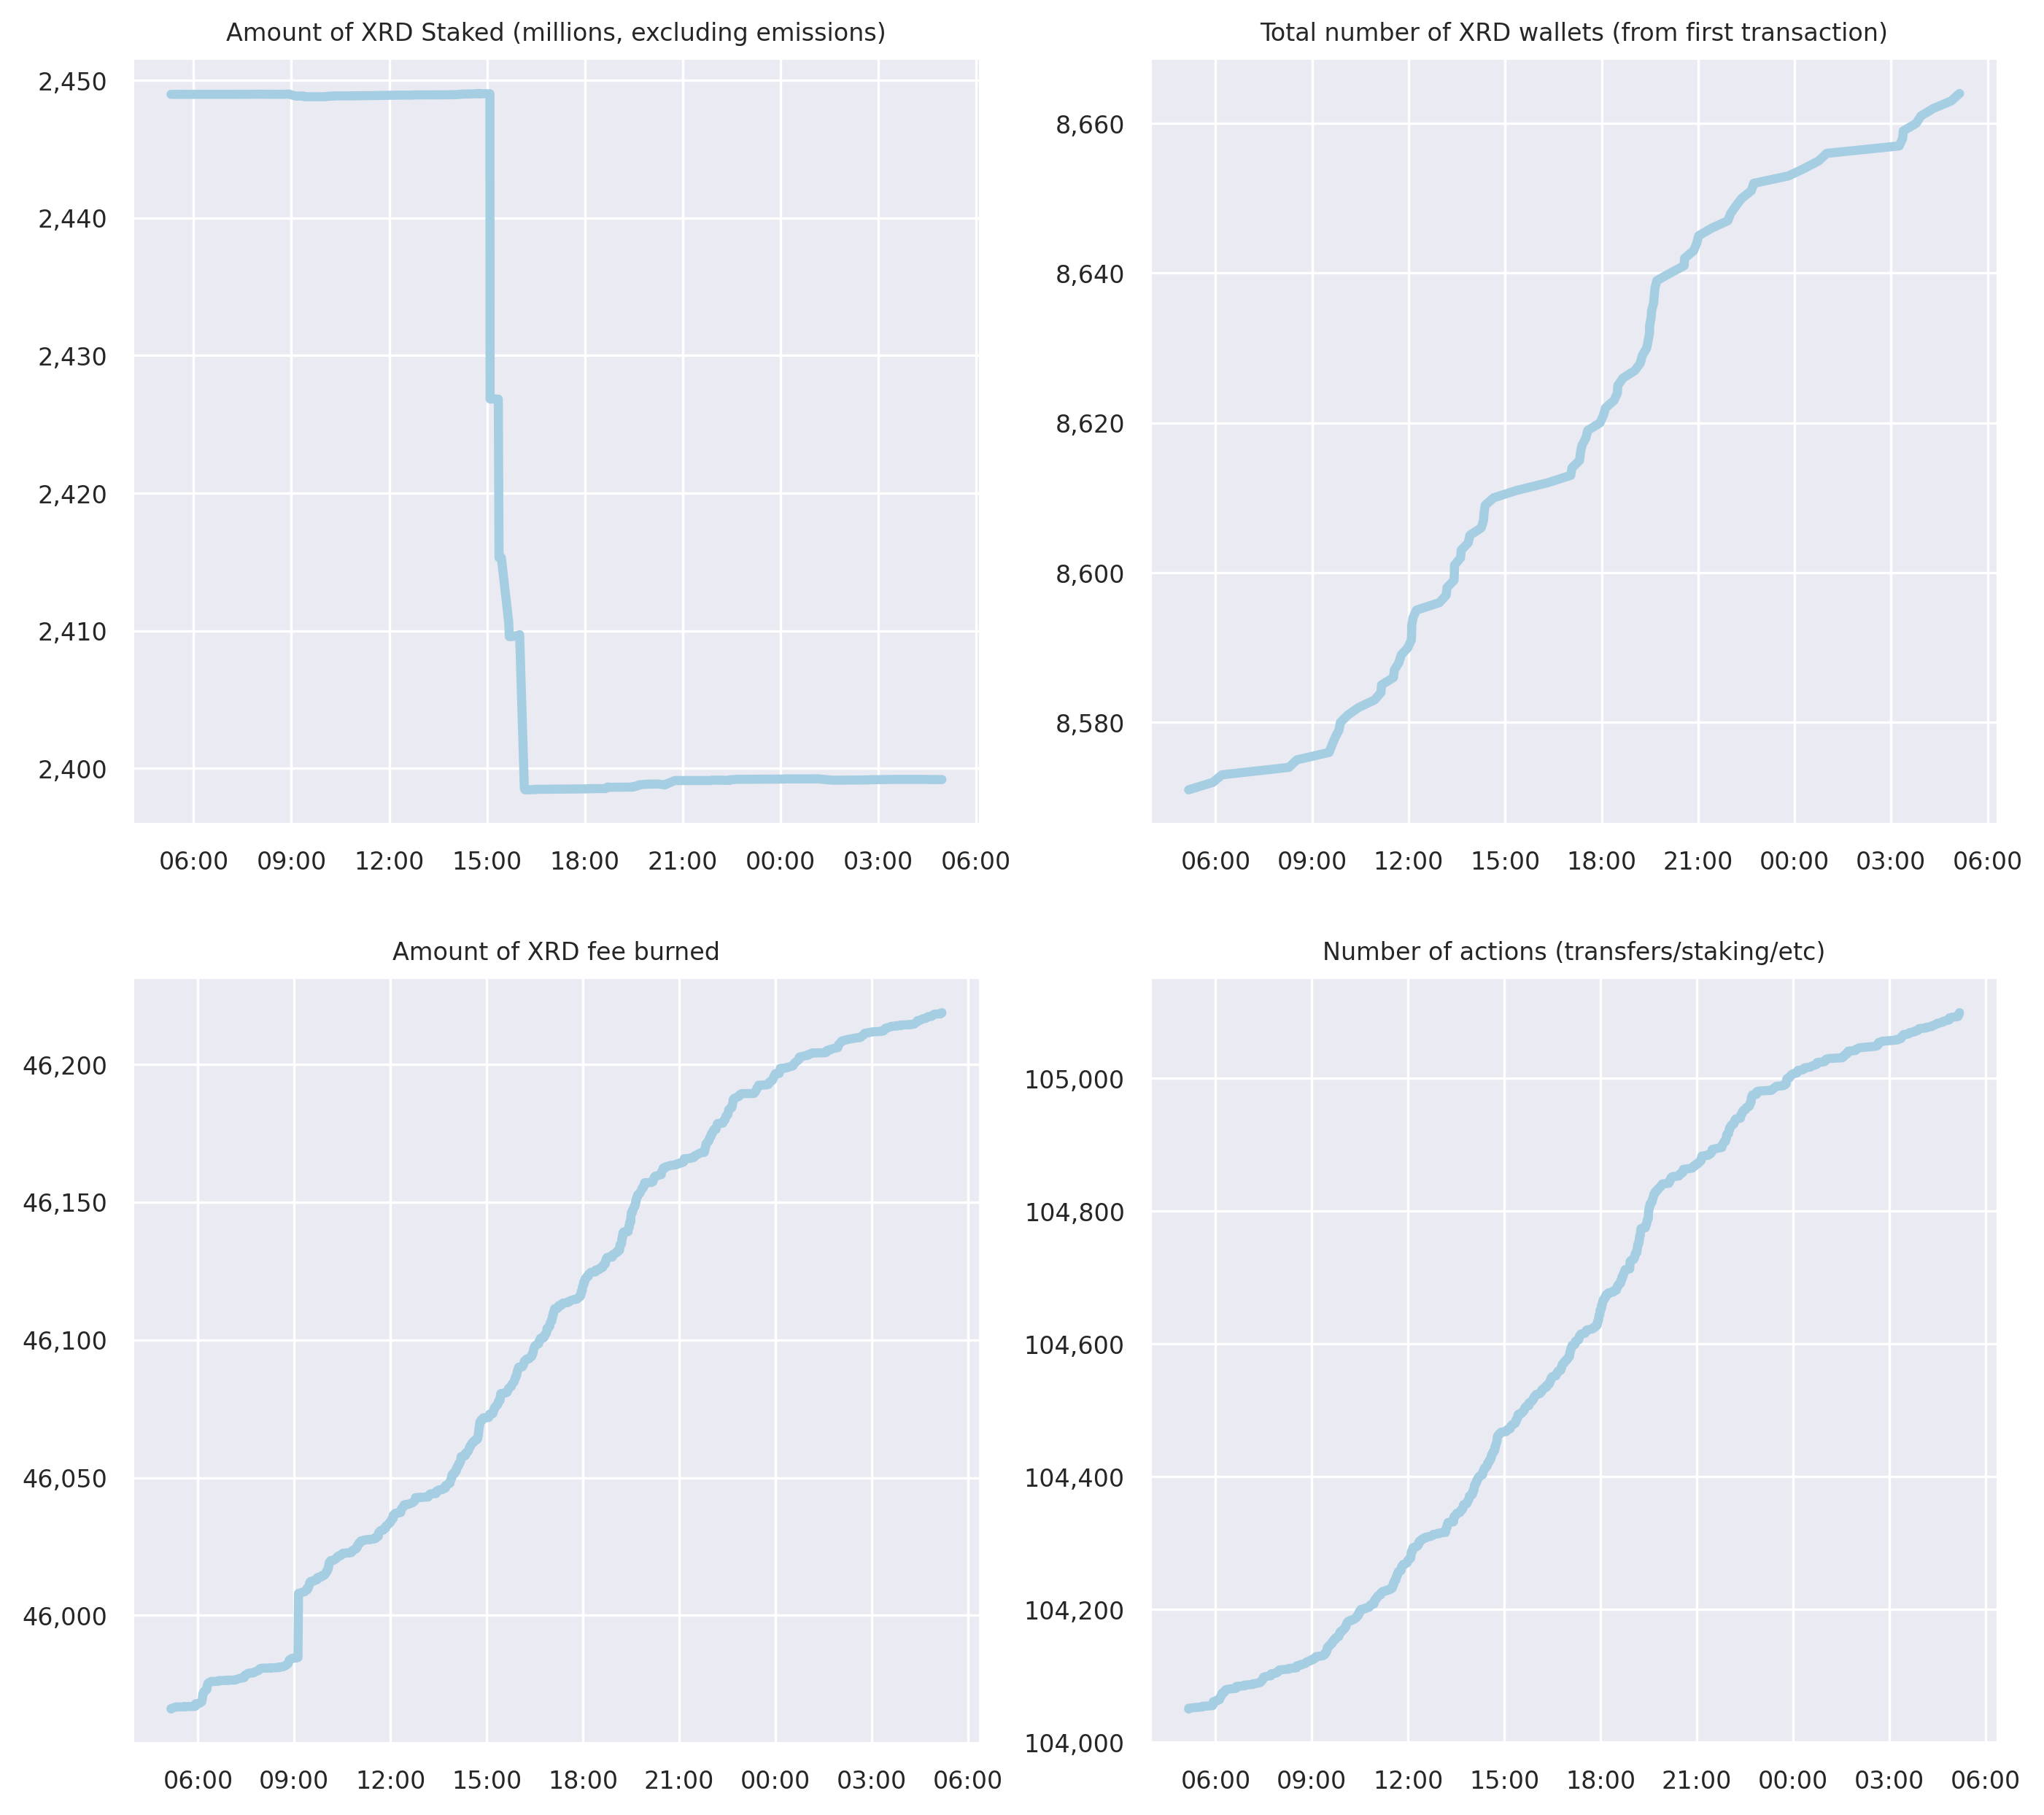 Amount of XRD Staked (millions, excluding emissions)
2,450
2,440
2,430
2,420
2,410
2,400
06:00 09:00 12:00 15:00 18:00 21:00 00:00 03:00 06:00
Total number of XRD wallets (from first transaction)
8,660
8,640
8,620
8,600
8,580
06:00 09:00 12:00 15:00 18:00 21:00 00:00 03:00 06:00
Amount of XRD fee burned
46,200
46,150
46,100
46,050
46,000
06:00 09:00 12:00 15:00 18:00 21:00 00:00 03:00 06:00
Number of actions (transfers/staking/etc)
105,000
104,800
104,600
104,400
104,200
104,000
06:00 09:00 12:00 15:00 18:00 21:00 00:00 03:00 06:00